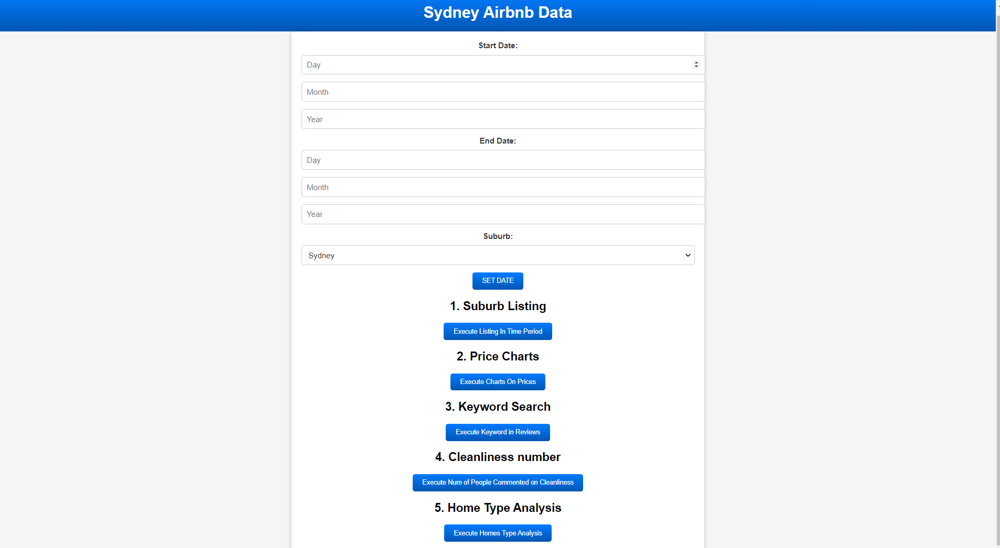 Sydney Airbnb Data
Start Date:
Day
Month
Year
End Date:
Day
Month
Year
Suburb:
Sydney
SET DATE
1. Suburb Listing
Execute Listing In Time Period
2. Price Charts
Execute Charts On Prices
3. Keyword Search
Execute Keyword in Reviews
4. Cleanliness number
Execute Num of People Commented on Cleanliness
5. Home Type Analysis
Execute Homes Type Analysis